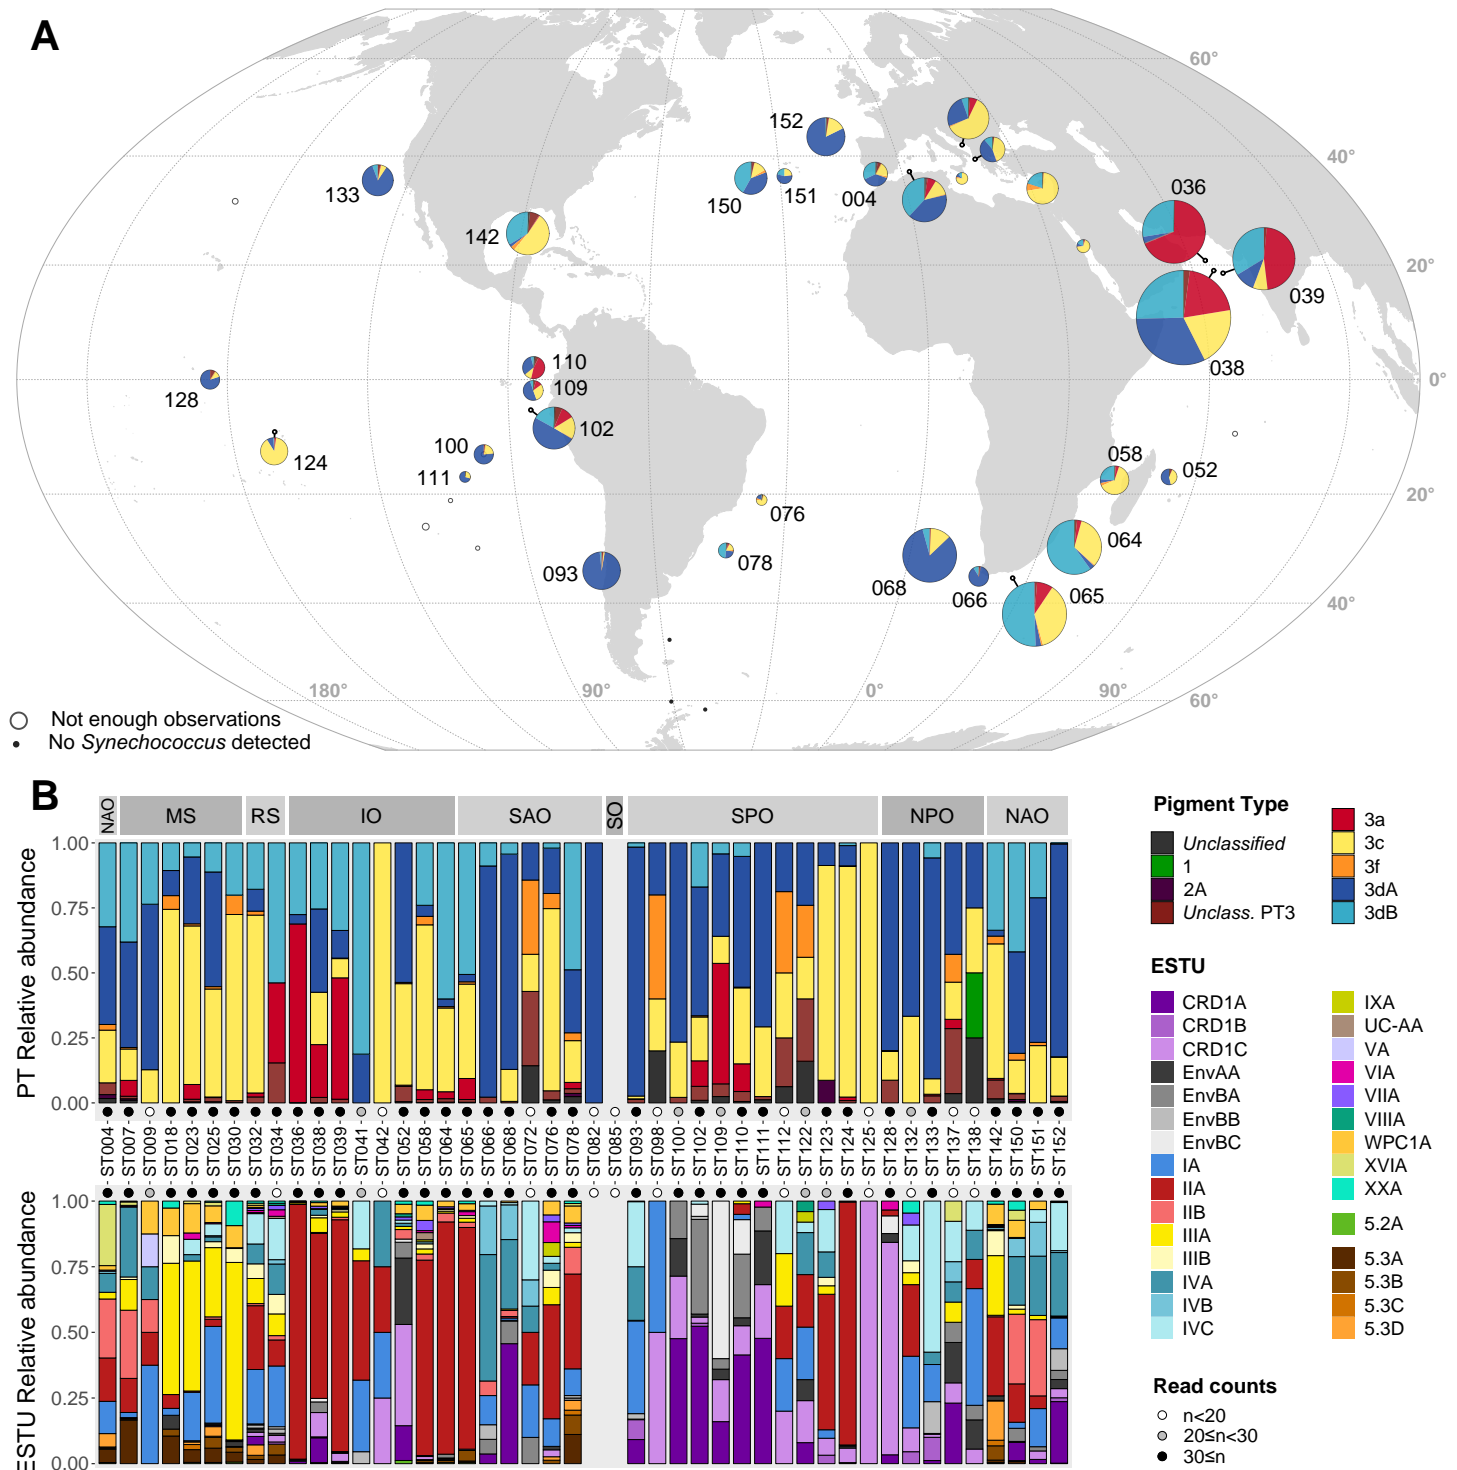 A
60°
40°
20°
0°
20°
40°
60°
180°
90°
0°
90°
152
133
150
151
004
142
036
039
038
110
109
128
102
124
100
111
058
052
076
078
064
093
068
066
065
Not enough observations
No Synechococcus detected
B
NAO MS RS IO SAO SO SPO NPO NAO
PT Relative abundance
1.00
0.75
0.50
0.25
0.00
ST004 ST007 ST009 ST018 ST023 ST025 ST030 ST032 ST034 ST036 ST038 ST039 ST041 ST042 ST052 ST058 ST064 ST065 ST066 ST068 ST072 ST076 ST078 ST082 ST085 ST093 ST098 ST100 ST102 ST109 ST110 ST111 ST112 ST122 ST123 ST124 ST125 ST128 ST132 ST133 ST137 ST138 ST142 ST150 ST151 ST152
ESTU Relative abundance
1.00
0.75
0.50
0.25
0.00
Pigment Type
Unclassified
1
2A
Unclass. PT3
3a
3c
3f
3dA
3dB
ESTU
CRD1A
CRD1B
CRD1C
EnvAA
EnvBA
EnvBB
EnvBC
IA
IIA
IIB
IIIA
IIIB
IVA
IVB
IVC
IXA
UC-AA
VA
VIA
VIIA
VIIIA
WPC1A
XVIA
XXA
5.2A
5.3A
5.3B
5.3C
5.3D
Read counts
n<20
20≤n<30
30≤n